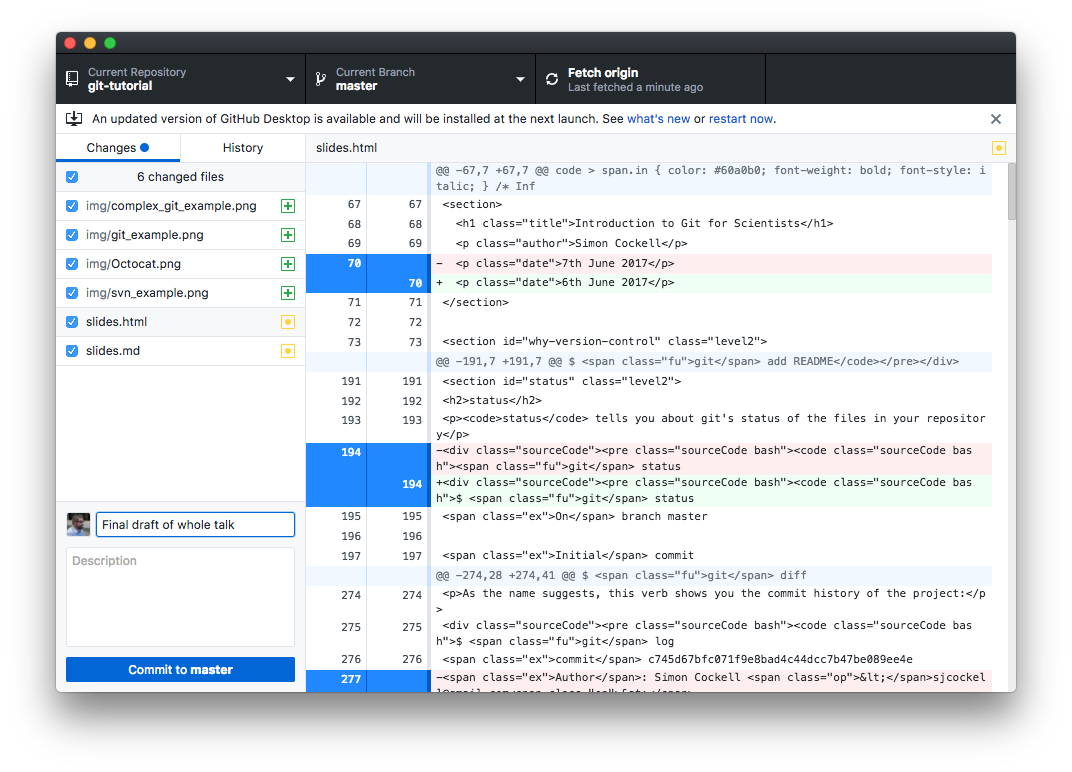 Current Repository
git-tutorial
Current Branch
master
Fetch origin
Last fetched a minute ago
An updated version of GitHub Desktop is available and will be installed at the next launch. See what's new or restart now.
Changes
History
slides.html
6 changed files
img/complex_git_example.png
img/git_example.png
img/Octocat.png
img/svn_example.png
slides.html
slides.md
Final draft of whole talk
Description
Commit to master
@@ -67,7 +67,7 @@ code > span.in { color: #60a0b0; font-weight: bold; font-style: i
talic; } /* Inf
67 67 <section>
68 68 <h1 class="title">Introduction to Git for Scientists</h1>
69 69 <p class="author">Simon Cockell</p>
70 - <p class="date">7th June 2017</p>
70 + <p class="date">6th June 2017</p>
71 71 </section>
72 72
73 73 <section id="why-version-control" class="level2">
@@ -191,7 +191,7 @@ $ <span class="fu">git</span> add README</code></pre></div>
191 191 <section id="status" class="level2">
192 192 <h2>status</h2>
193 193 <p><code>status</code> tells you about git's status of the files in your repositor
y</p>
194 -<div class="sourceCode"><pre class="sourceCode bash"><code class="sourceCode bas
h"><span class="fu">git</span> status
194 +<div class="sourceCode"><pre class="sourceCode bash"><code class="sourceCode bas
h">$ <span class="fu">git</span> status
195 195 <span class="ex">On</span> branch master
196 196
197 197 <span class="ex">Initial</span> commit
@@ -274,28 +274,41 @@ $ <span class="fu">git</span> diff
274 274 <p>As the name suggests, this verb shows you the commit history of the project:</p
>
275 275 <div class="sourceCode"><pre class="sourceCode bash"><code class="sourceCode bas
h">$ <span class="fu">git</span> log
276 276 <span class="ex">commit</span> c745d67bfc071f9e8bad4c44dcc7b47be089ee4e
277 -<span class="ex">Author</span>: Simon Cockell <span class="op">&lt;</span>sjcockel